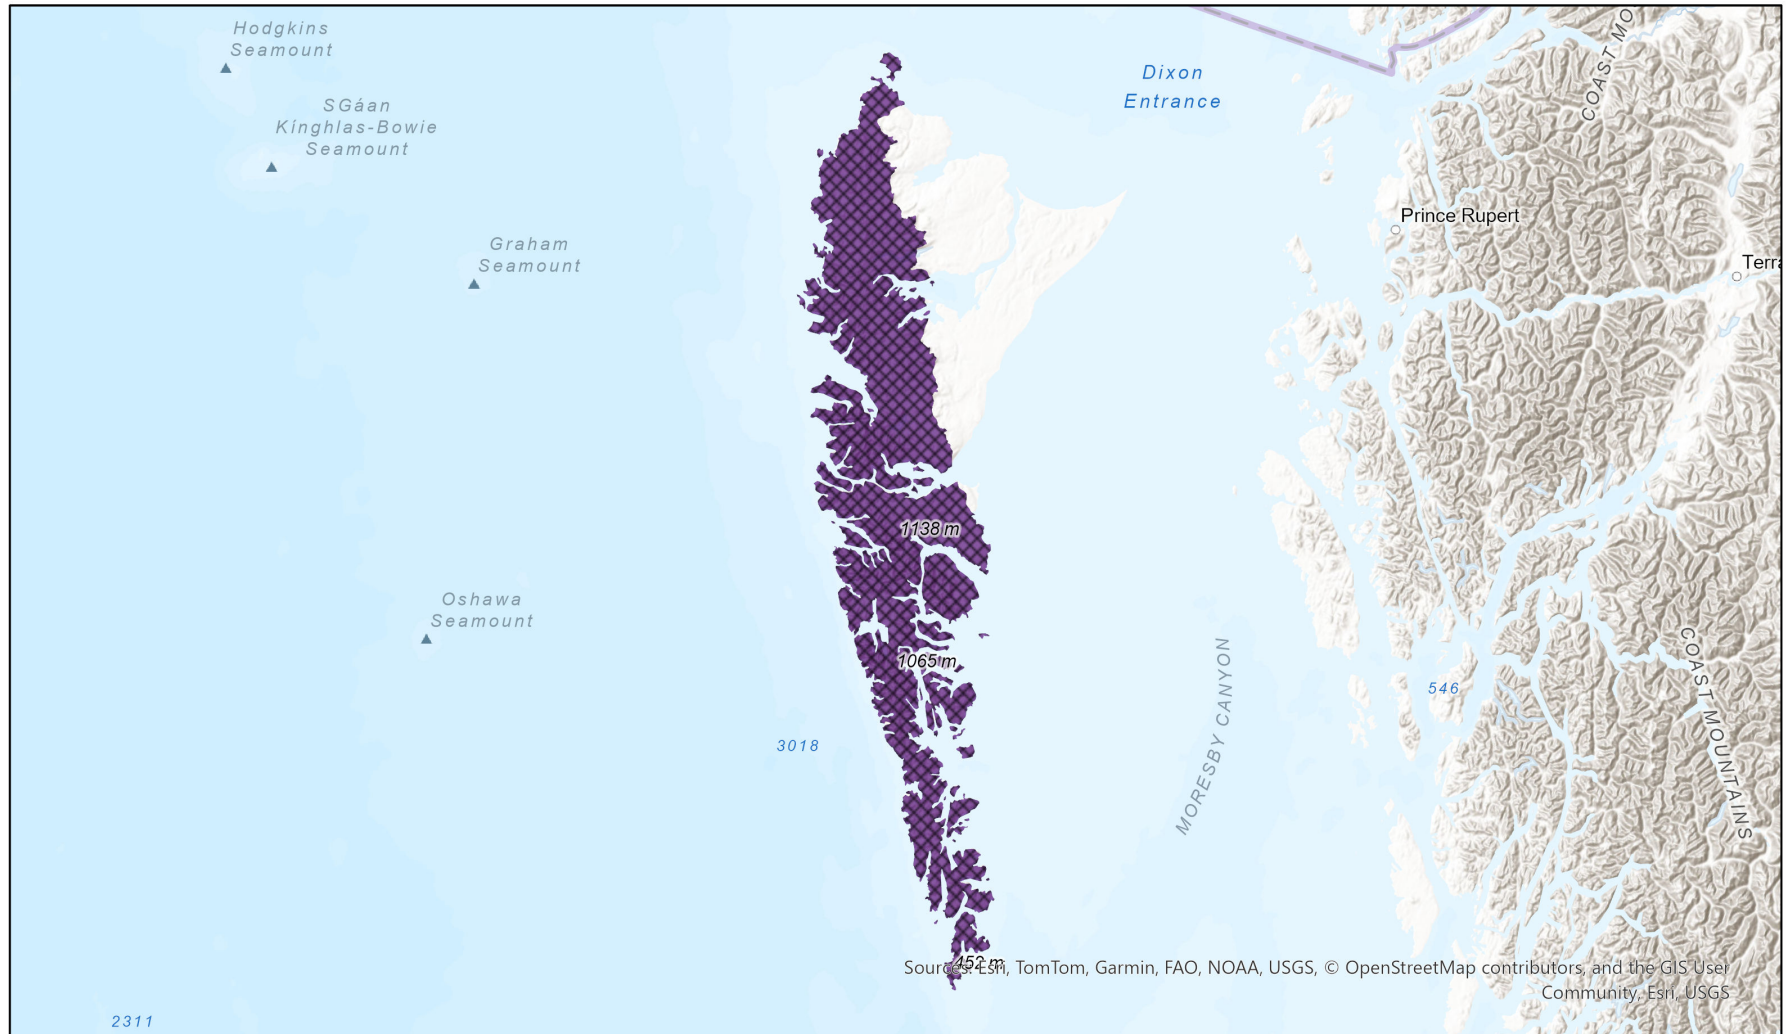 Hodgkins
Seamount
SGáan
Kínghlas-Bowie
Seamount
Dixon
Entrance
COAST MO
Prince Rupert
Graham
Seamount
Terra
1138 m
Oshawa
Seamount
1065 m
MORESBY CANYON
546
COAST MOUNTAINS
3018
452 m
Sources: Esri, TomTom, Garmin, FAO, NOAA, USGS, © OpenStreetMap contributors, and the GIS User
Community, Esri, USGS
2311